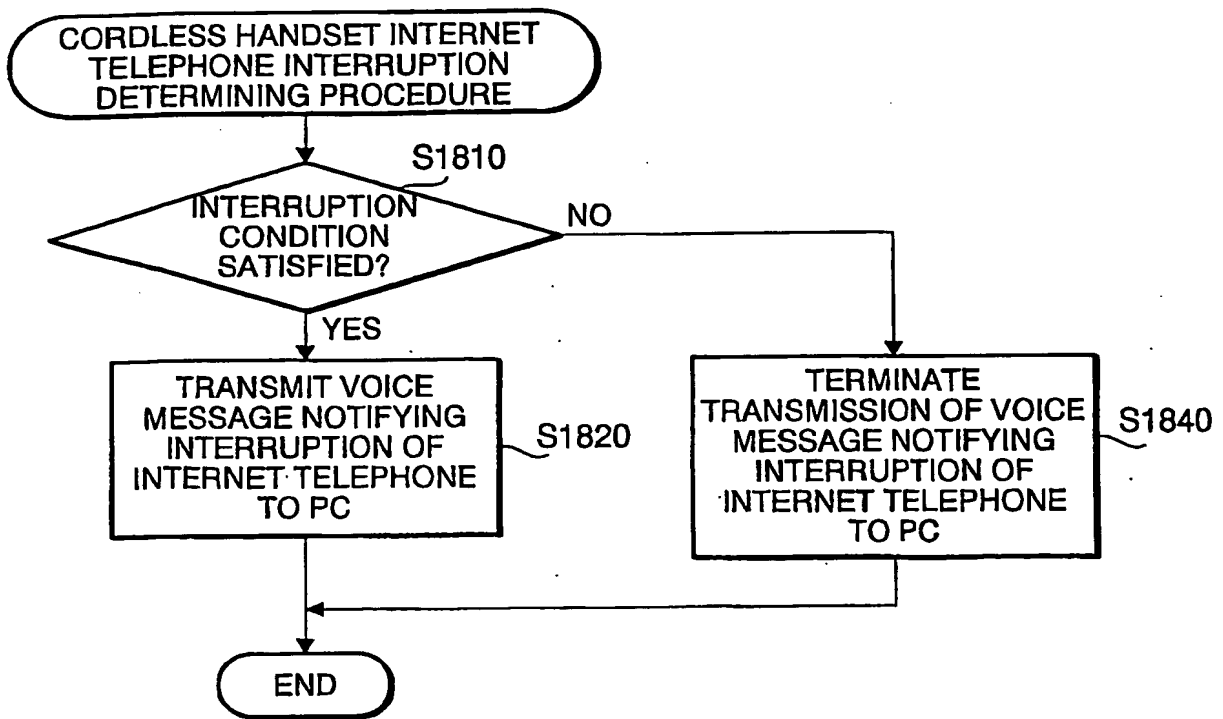 CORDLESS HANDSET INTERNET
TELEPHONE INTERRUPTION
DETERMINING PROCEDURE
S1810
INTERRUPTION
CONDITION
SATISFIED?
NO
YES
TRANSMIT VOICE
MESSAGE NOTIFYING
INTERRUPTION OF
INTERNET TELEPHONE
TO PC
S1820
TERMINATE
TRANSMISSION OF VOICE
MESSAGE NOTIFYING
INTERRUPTION OF
INTERNET TELEPHONE
TO PC
S1840
END